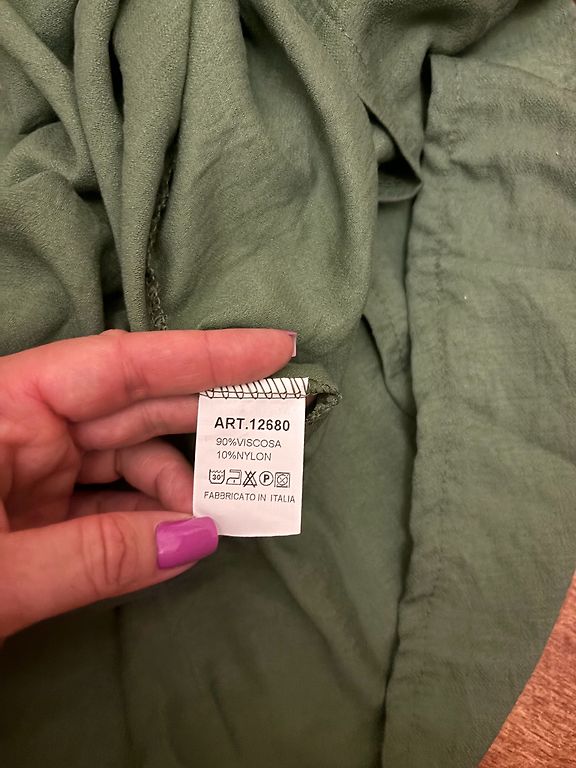 ART.12680
90%VISCOSA
10%NYLON
30°
P
FABBRICATO IN ITALIA